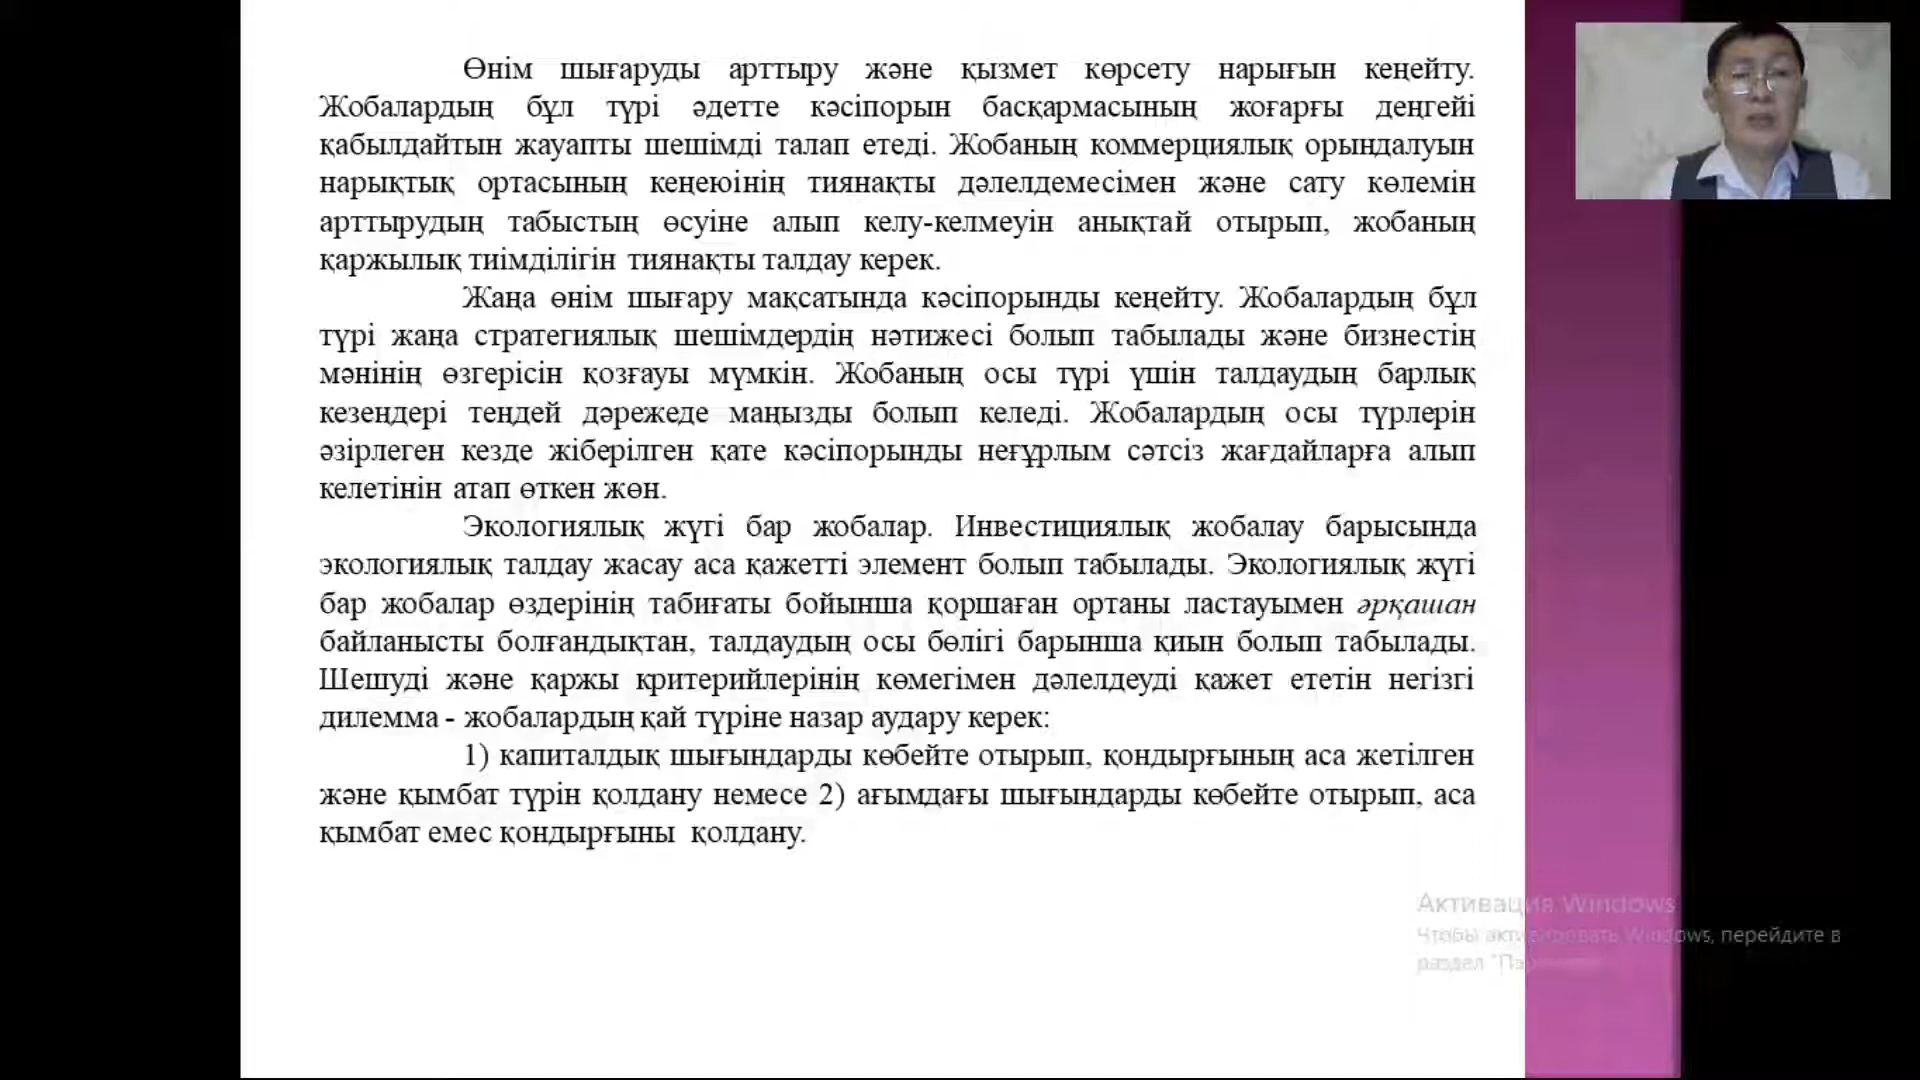 Өнім шығаруды арттыру және қызмет көрсету нарығын кеңейту.
Жобалардың бұл түрі әдетте кәсіпорын басқармасының жоғарғы деңгейі
қабылдайтын жауапты шешімді талап етеді. Жобаның коммерциялық орындалуын
нарықтық ортасының кеңеюінің тиянақты дәлелдемесімен және сату көлемін
арттырудың табыстың өсуіне алып келу-келмеуін анықтай отырып, жобаның
қаржылық тиімділігін тиянақты талдау керек.
Жаңа өнім шығару мақсатында кәсіпорынды кеңейту. Жобалардың бұл
түрі жаңа стратегиялық шешімдердің нәтижесі болып табылады және бизнестің
мәнінің өзгерісін қозғауы мүмкін. Жобаның осы түрі үшін талдаудың барлық
кезеңдері теңдей дәрежеде маңызды болып келеді. Жобалардың осы түрлерін
әзірлеген кезде жіберілген қате кәсіпорынды неғұрлым сәтсіз жағдайларға алып
келетінін атап өткен жөн.
Экологиялық жүгі бар жобалар. Инвестициялық жобалау барысында
экологиялық талдау жасау аса қажетті элемент болып табылады. Экологиялық жүгі
бар жобалар өздерінің табиғаты бойынша қоршаған ортаны ластауымен әрқашан
байланысты болғандықтан, талдаудың осы бөлігі барынша қиын болып табылады.
Шешуді және қаржы критерийлерінің көмегімен дәлелдеуді қажет ететін негізгі
дилемма - жобалардың қай түріне назар аудару керек:
1) капиталдық шығындарды көбейте отырып, қондырғының аса жетілген
және қымбат түрін қолдану немесе 2) ағымдағы шығындарды көбейте отырып, аса
қымбат емес қондырғыны қолдану.
Активация Windows
Чтобы активировать Windows, перейдите в
раздел